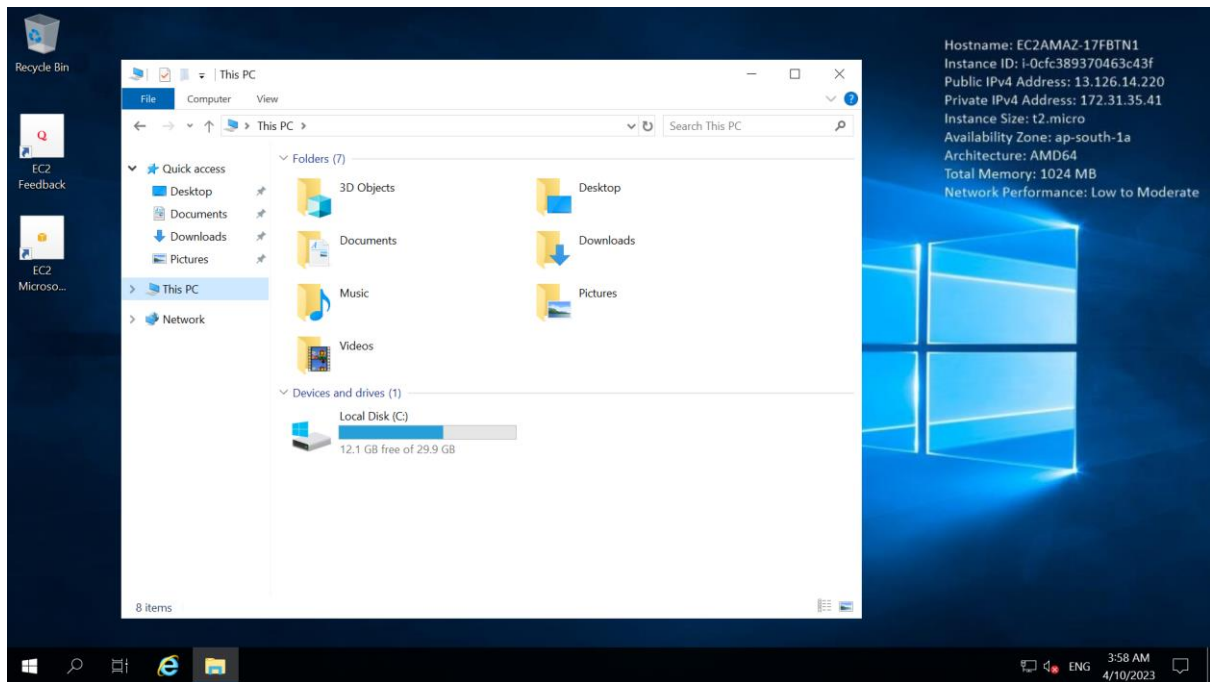 Recycle Bin
Q
EC2
Feedback
EC2
Microso...
This PC
File Computer View
This PC
Search This PC
Quick access
Desktop
Documents
Downloads
Pictures
This PC
Network
Folders (7)
3D Objects
Desktop
Documents
Downloads
Music
Pictures
Videos
Devices and drives (1)
Local Disk (C:)
12.1 GB free of 29.9 GB
8 items
Hostname: EC2AMAZ-17FBTN1
Instance ID: i-0cfc389370463c43f
Public IPv4 Address: 13.126.14.220
Private IPv4 Address: 172.31.35.41
Instance Size: t2.micro
Availability Zone: ap-south-1a
Architecture: AMD64
Total Memory: 1024 MB
Network Performance: Low to Moderate
ENG
3:58 AM
4/10/2023